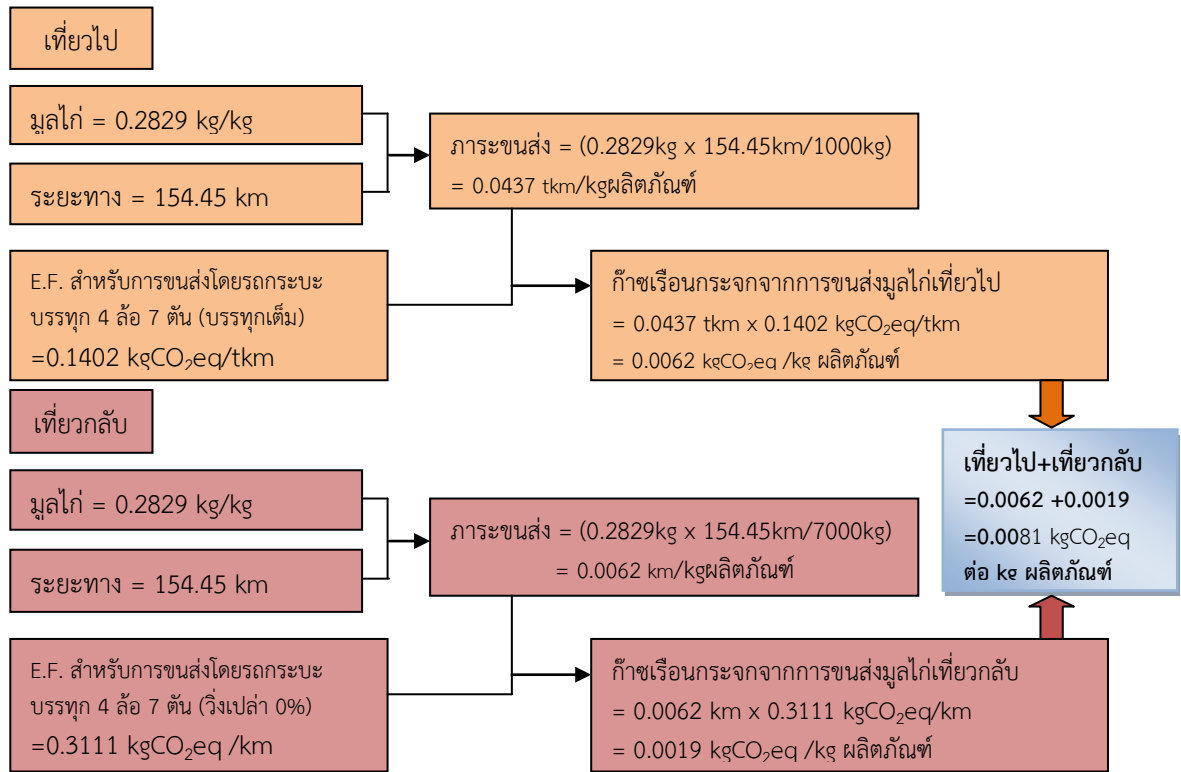 เที่ยวไป
มูลไก่ = 0.2829 kg/kg
ระยะทาง = 154.45 km
ภาระขนส่ง = (0.2829kg x 154.45km/1000kg)
= 0.0437 tkm/kgผลิตภัณฑ์
E.F. สำหรับการขนส่งโดยรถกระบะ
บรรทุก 4 ล้อ 7 ตัน (บรรทุกเต็ม)
=0.1402 kgCO₂eq/tkm
ก๊าซเรือนกระจกจากการขนส่งมูลไก่เที่ยวไป
= 0.0437 tkm x 0.1402 kgCO₂eq/tkm
= 0.0062 kgCO₂eq /kg ผลิตภัณฑ์
เที่ยวกลับ
มูลไก่ = 0.2829 kg/kg
ระยะทาง = 154.45 km
ภาระขนส่ง = (0.2829kg x 154.45km/7000kg)
= 0.0062 km/kgผลิตภัณฑ์
E.F. สำหรับการขนส่งโดยรถกระบะ
บรรทุก 4 ล้อ 7 ตัน (วิ่งเปล่า 0%)
=0.3111 kgCO₂eq /km
ก๊าซเรือนกระจกจากการขนส่งมูลไก่เที่ยวกลับ
= 0.0062 km x 0.3111 kgCO₂eq/km
= 0.0019 kgCO₂eq /kg ผลิตภัณฑ์
เที่ยวไป+เที่ยวกลับ
=0.0062 +0.0019
=0.0081 kgCO₂eq
ต่อ kg ผลิตภัณฑ์